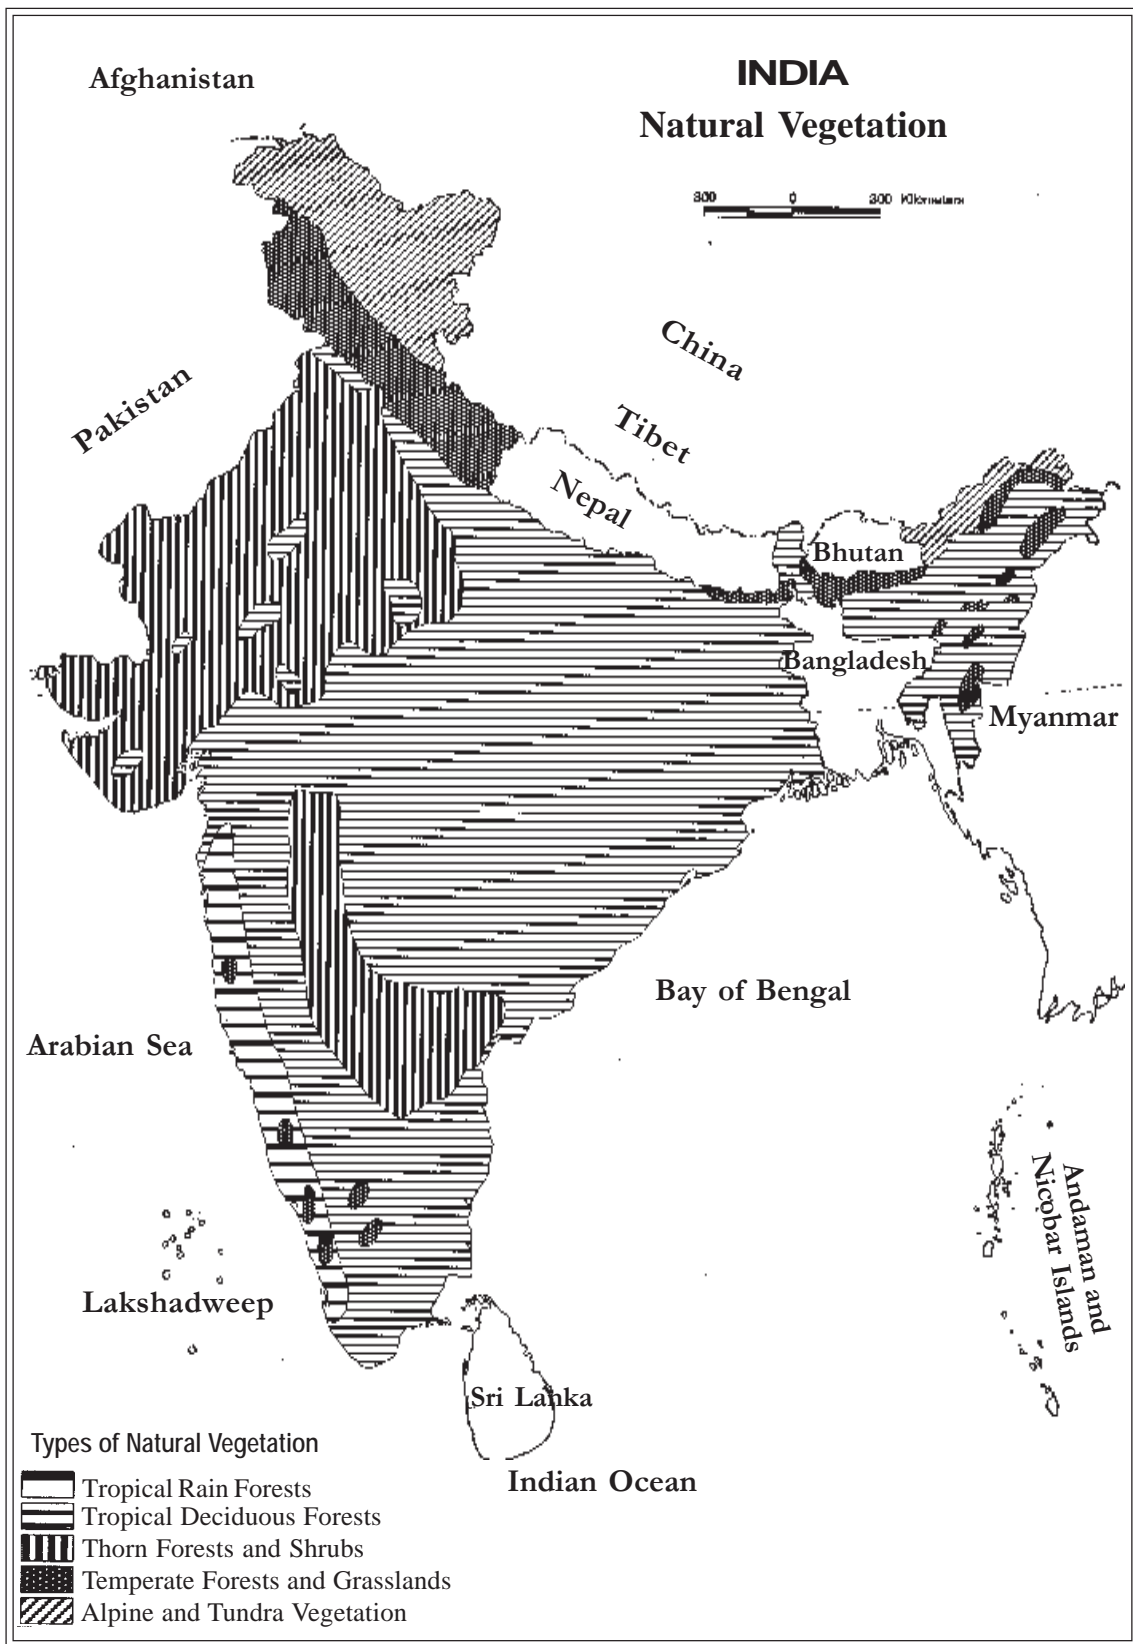 Afghanistan
INDIA
Natural Vegetation
300 0 300 Kilometers
China
Pakistan
Tibet
Nepal
Bhutan
Bangladesh
Myanmar
Bay of Bengal
Arabian Sea
Andaman and
Nicobar Islands
Lakshadweep
Sri Lanka
Indian Ocean
Types of Natural Vegetation
Tropical Rain Forests
Tropical Deciduous Forests
Thorn Forests and Shrubs
Temperate Forests and Grasslands
Alpine and Tundra Vegetation